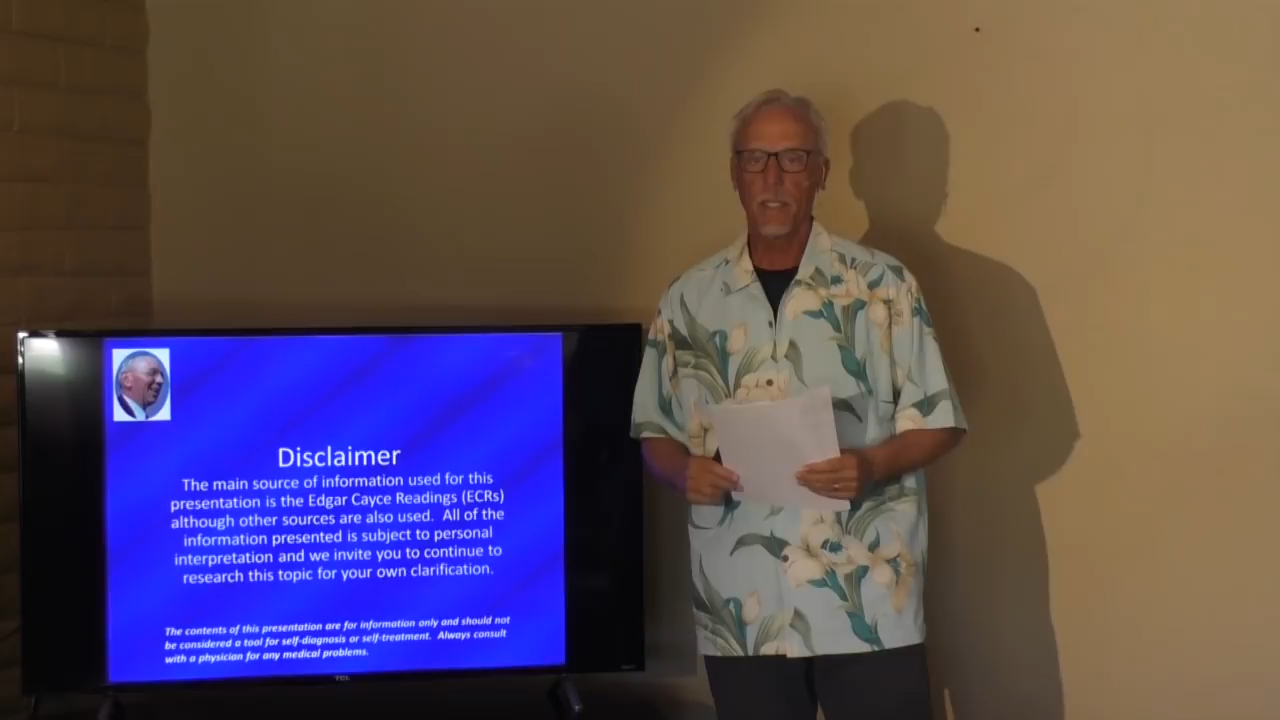 Disclaimer
The main source of information used for this
presentation is the Edgar Cayce Readings (ECRs)
although other sources are also used.  All of the
information presented is subject to personal
interpretation and we invite you to continue to
research this topic for your own clarification.
The contents of this presentation are for information only and should not
be considered a tool for self-diagnosis or self-treatment.  Always consult
with a physician for any medical problems.
TCL